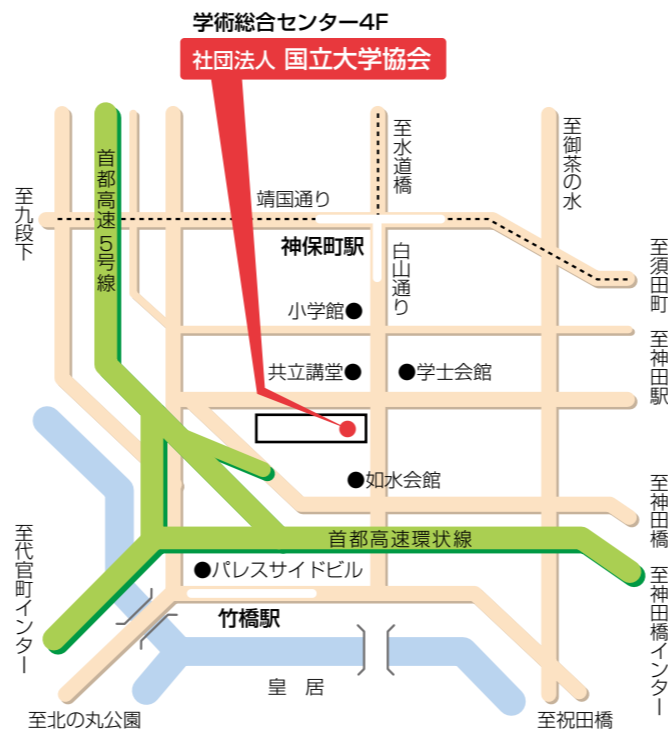 学術総合センター4F
社団法人 国立大学協会
至水道橋
至御茶の水
首都高速5号線
至九段下
靖国通り
神保町駅
白山通り
至須田町
小学館
至神田駅
共立講堂
学士会館
如水会館
至神田橋
首都高速環状線
至代官町インター
パレスサイドビル
至神田橋インター
竹橋駅
皇 居
至北の丸公園
至祝田橋